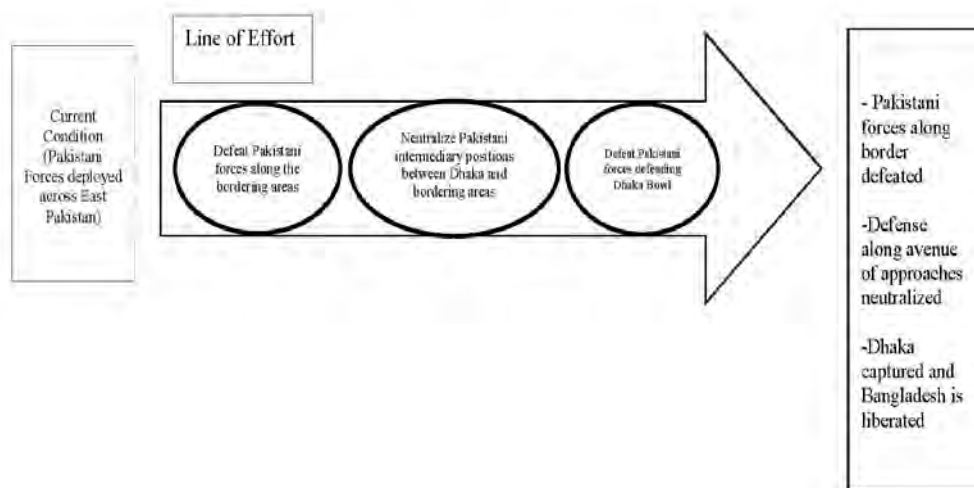 Line of Effort
Current
Condition
(Pakistani
Forces deployed
across East
Pakistan)
Defeat Pakistani
forces along the
bordering areas
Neutralize Pakistani
intermediary positions
between Dhaka and
bordering areas
Defeat Pakistani
forces defending
Dhaka Bowl
- Pakistani
forces along
border
defeated.
-Defense
along avenue
of approaches
neutralized
-Dhaka
captured and
Bangladesh is
liberated